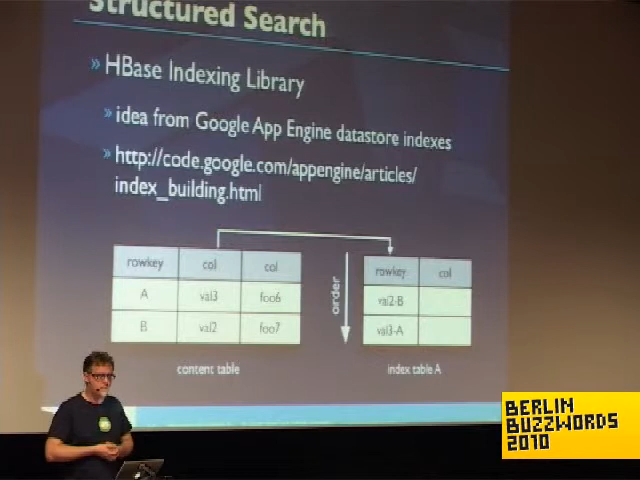 Structured Search
» HBase Indexing Library
» idea from Google App Engine datastore indexes
» http://code.google.com/appengine/articles/
index_building.html
rowkey col col
A val3 foo6
B val2 foo7
content table
order
rowkey col
val2-B
val3-A
index table A
BERLIN
BUZZWORDS
2010